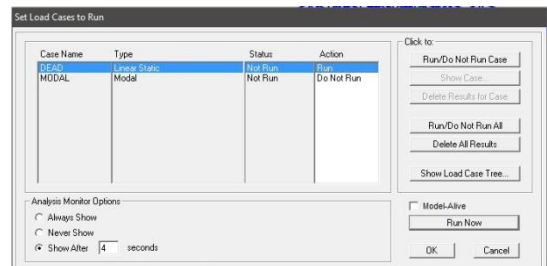 Set Load Cases to Run
Case Name Type Status Action
DEAD Linear Static Not Run Run
MODAL Modal Not Run Do Not Run
Click to:
Run/Do Not Run Case
Show Case...
Delete Results for Case
Run/Do Not Run All
Delete All Results
Show Load Case Tree...
Analysis Monitor Options
Always Show
Never Show
Show After 4 seconds
Model-Alive
Run Now
OK Cancel